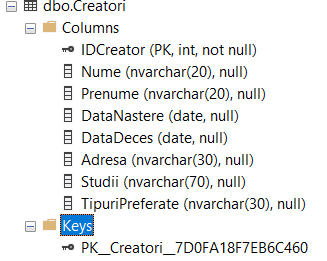 dbo.Creatori
Columns
IDCreator (PK, int, not null)
Nume (nvarchar(20), null)
Prenume (nvarchar(20), null)
DataNastere (date, null)
DataDeces (date, null)
Adresa (nvarchar(30), null)
Studii (nvarchar(70), null)
TipuriPreferate (nvarchar(30), null)
Keys
PK__Creatori__7D0FA18F7EB6C460